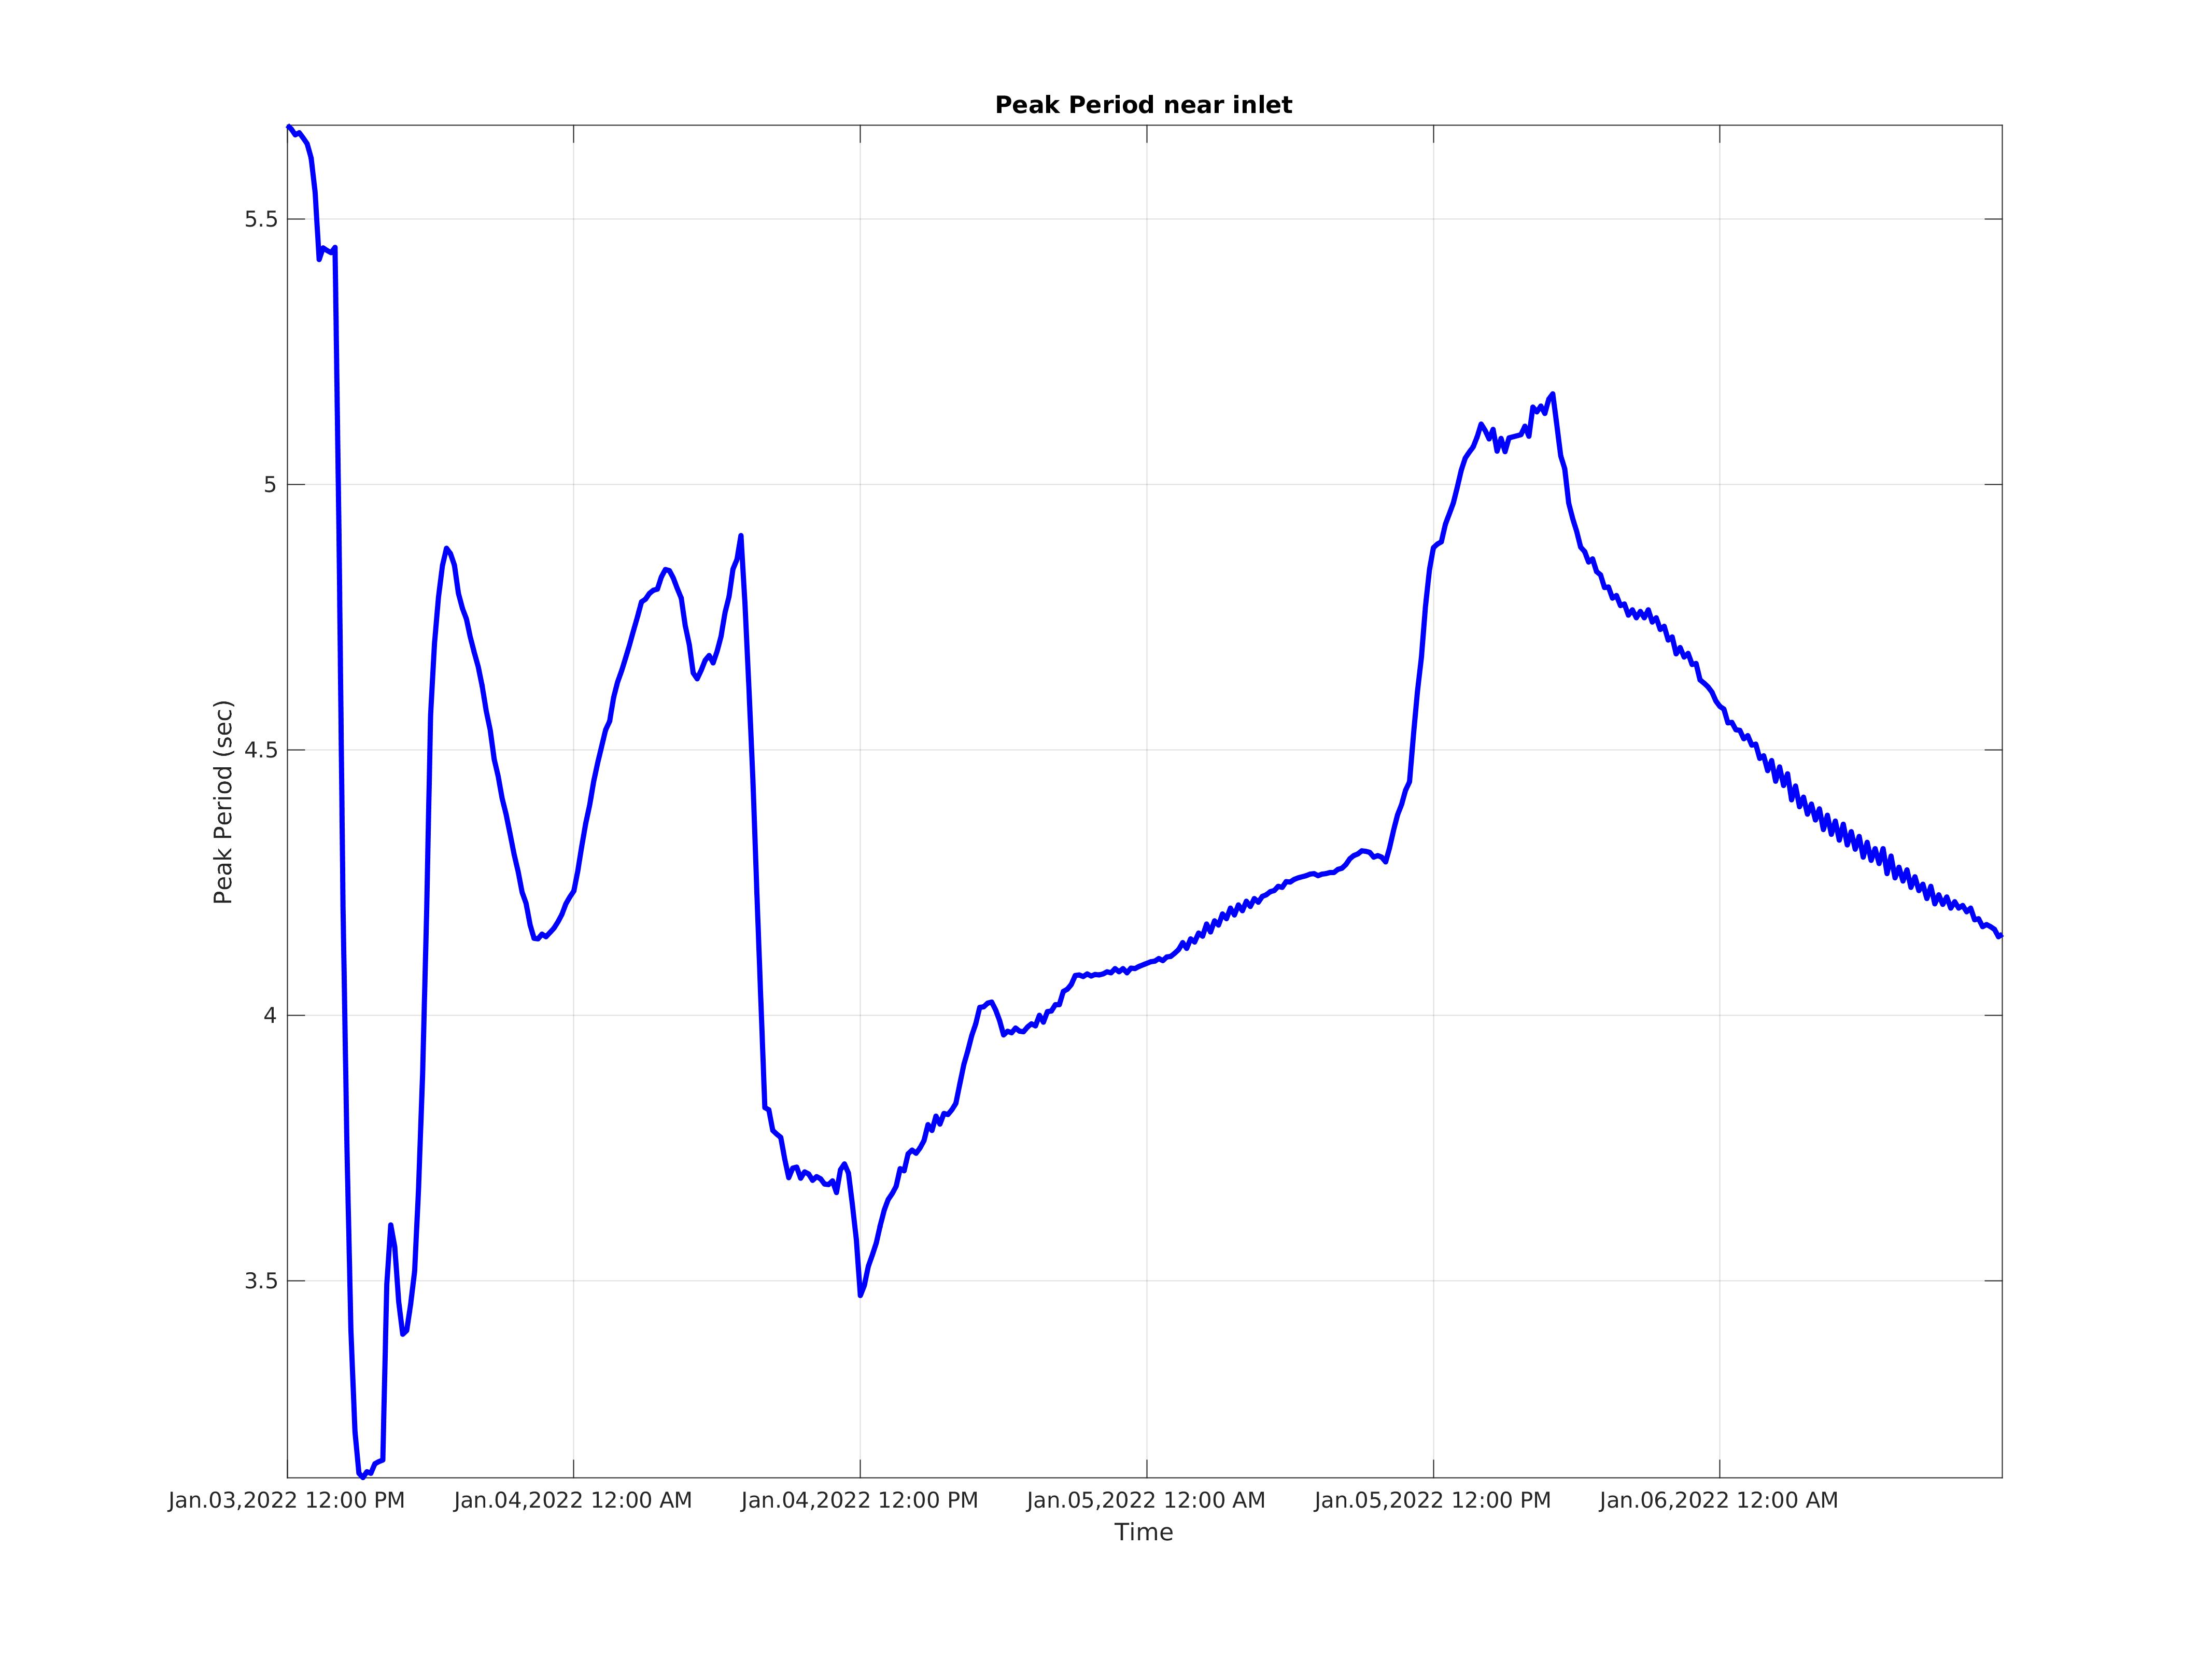 Peak Period near inlet
5.5
5
4.5
4
3.5
Peak Period (sec)
Jan.03,2022 12:00 PM Jan.04,2022 12:00 AM Jan.04,2022 12:00 PM Jan.05,2022 12:00 AM Jan.05,2022 12:00 PM Jan.06,2022 12:00 AM
Time